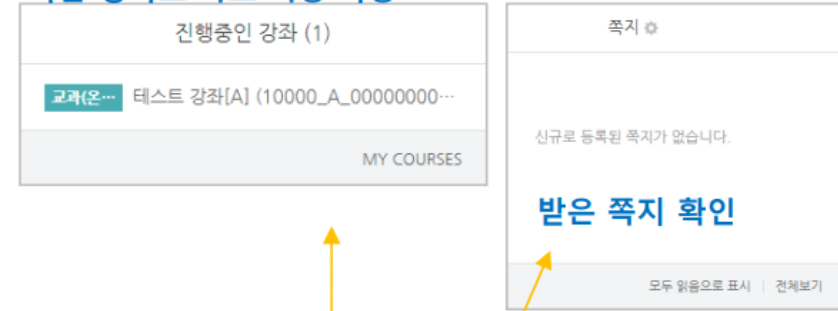 진행중인 강좌 (1)
교과(온… 테스트 강좌[A] (10000_A_00000000…
MY COURSES
쪽지
신규로 등록된 쪽지가 없습니다.
받은 쪽지 확인
모두 읽음으로 표시 | 전체보기